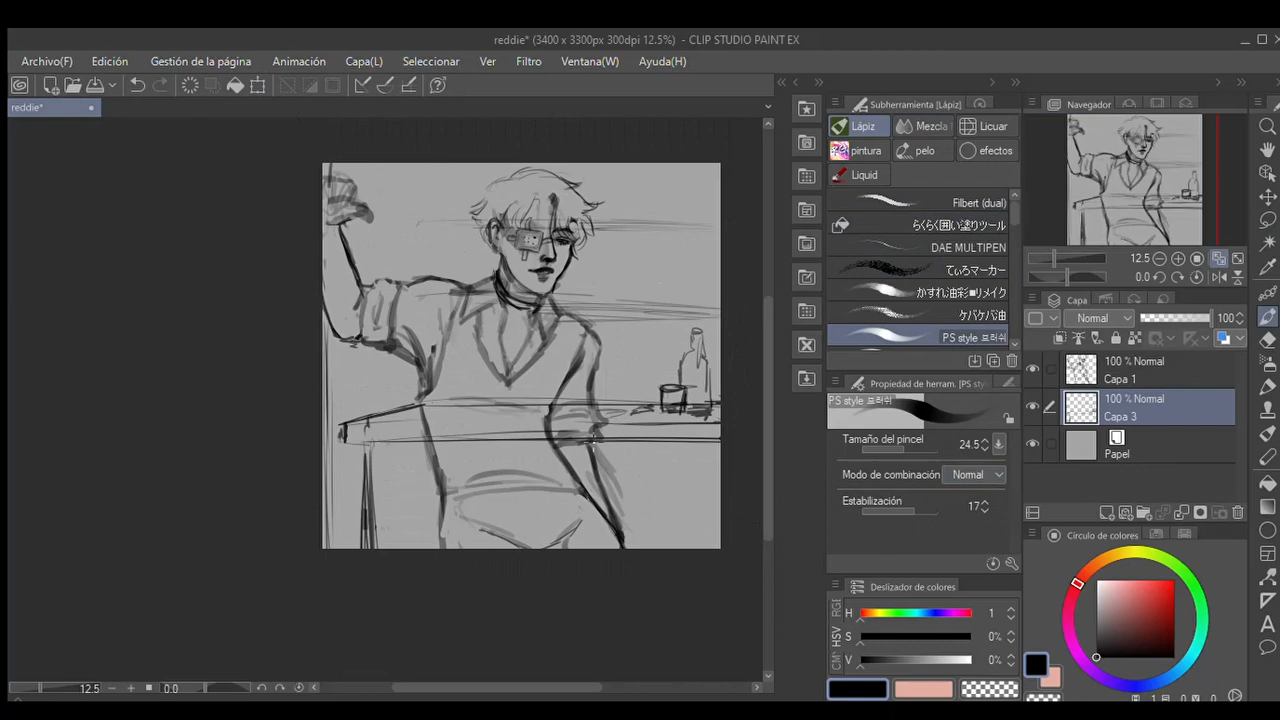 reddie* (3400 x 3300px 300dpi 12.5%) - CLIP STUDIO PAINT EX
Archivo(F) Edición Gestión de la página Animación Capa(L) Seleccionar Ver Filtro Ventana(W) Ayuda(H)
reddie*
Subherramienta [Lápiz]
Lápiz Mezcla Licuar
pintura pelo efectos
Liquid
Filbert (dual)
らくらく囲い塗りツール
DAE MULTIPEN
てぃろマーカー
かすれ油彩■リメイク
ケバケバ油
PS style 브러쉬
Propiedad de herram. [PS style
PS style 브러쉬
Tamaño del pincel 24.5
Modo de combinación Normal
Estabilización 17
Deslizador de colores
RGB
HSV
CM
H 1
S 0%
V 0%
Navegador
12.5
0.0
Capa
Normal 100
100 % Normal
Capa 1
100 % Normal
Capa 3
Papel
Círculo de colores
12.5 0.0